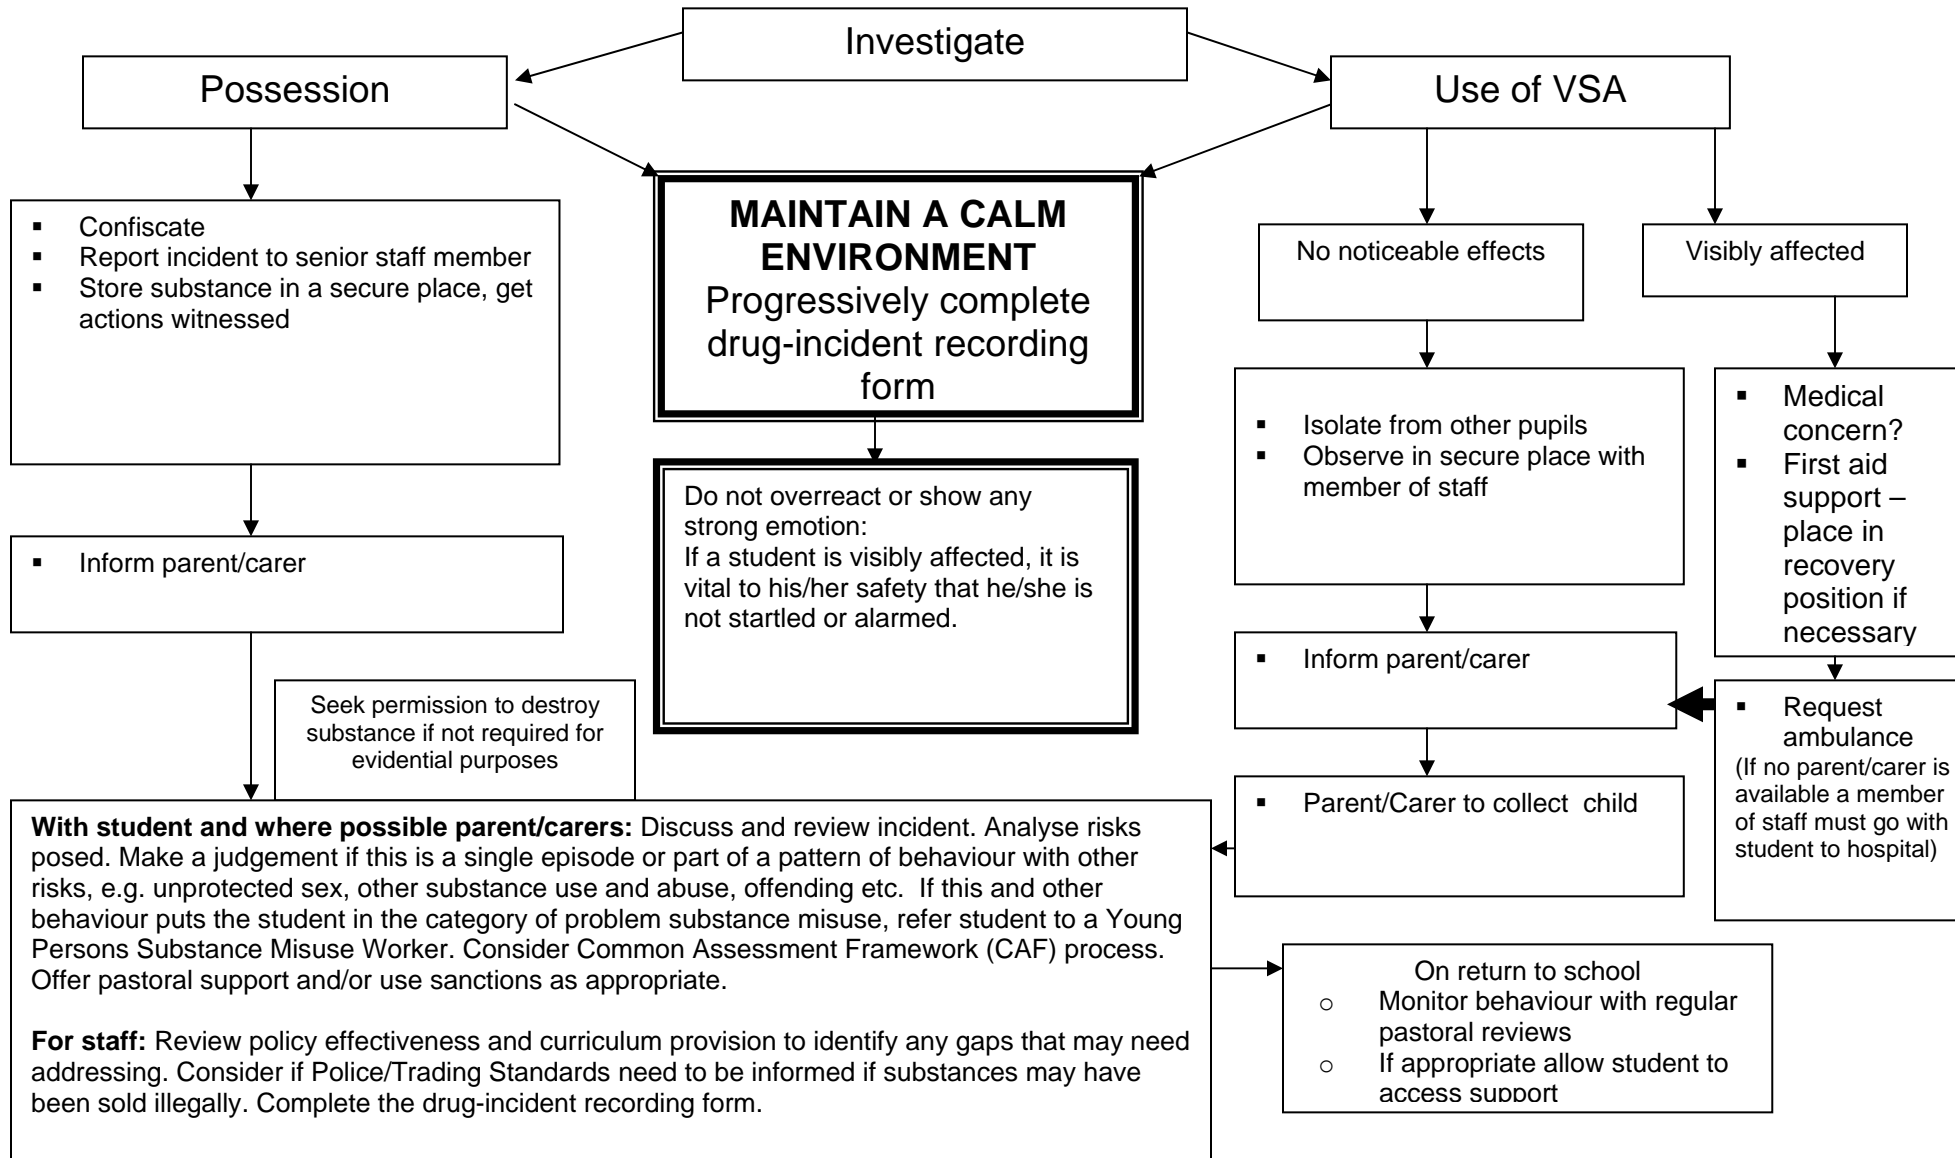 Investigate
Possession
Use of VSA
▪ Confiscate
▪ Report incident to senior staff member
▪ Store substance in a secure place, get
actions witnessed
MAINTAIN A CALM
ENVIRONMENT
Progressively complete
drug-incident recording
form
No noticeable effects
Visibly affected
▪ Isolate from other pupils
▪ Observe in secure place with
member of staff
▪ Medical
concern?
▪ First aid
support –
place in
recovery
position if
necessary
▪ Inform parent/carer
Do not overreact or show any
strong emotion:
If a student is visibly affected, it is
vital to his/her safety that he/she is
not startled or alarmed.
▪ Inform parent/carer
▪ Request
ambulance
(If no parent/carer is
available a member
of staff must go with
student to hospital)
Seek permission to destroy
substance if not required for
evidential purposes
▪ Parent/Carer to collect child
With student and where possible parent/carers: Discuss and review incident. Analyse risks
posed. Make a judgement if this is a single episode or part of a pattern of behaviour with other
risks, e.g. unprotected sex, other substance use and abuse, offending etc. If this and other
behaviour puts the student in the category of problem substance misuse, refer student to a Young
Persons Substance Misuse Worker. Consider Common Assessment Framework (CAF) process.
Offer pastoral support and/or use sanctions as appropriate.
For staff: Review policy effectiveness and curriculum provision to identify any gaps that may need
addressing. Consider if Police/Trading Standards need to be informed if substances may have
been sold illegally. Complete the drug-incident recording form.
On return to school
o Monitor behaviour with regular
pastoral reviews
o If appropriate allow student to
access support